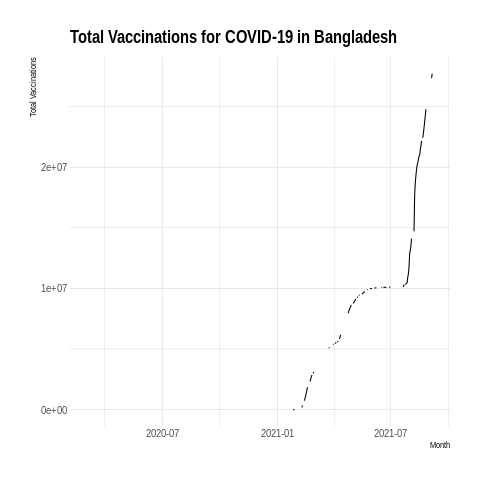 Total Vaccinations for COVID-19 in Bangladesh
Total Vaccinations
2e+07
1e+07
0e+00
2020-07
2021-01
2021-07
Month